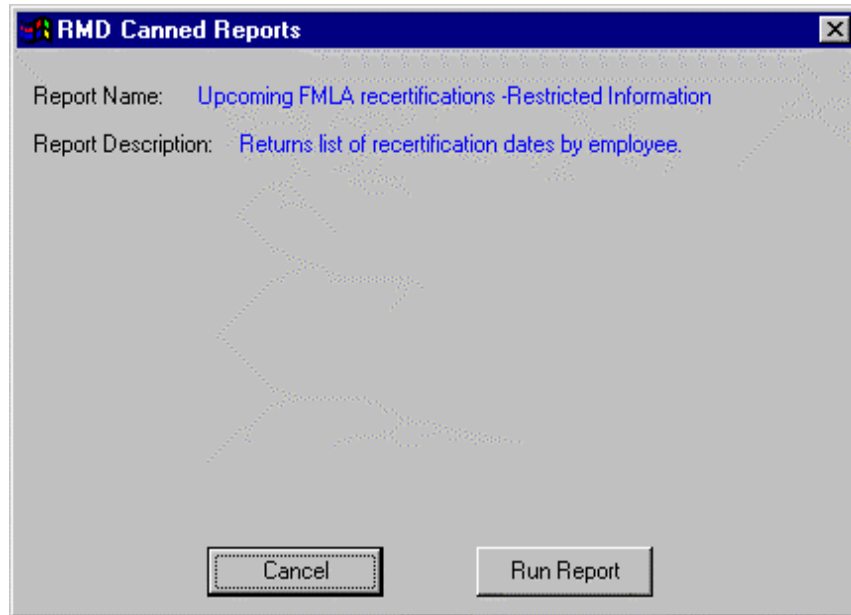 RMD Canned Reports
Report Name: Upcoming FMLA recertifications -Restricted Information
Report Description: Returns list of recertification dates by employee.
Cancel Run Report